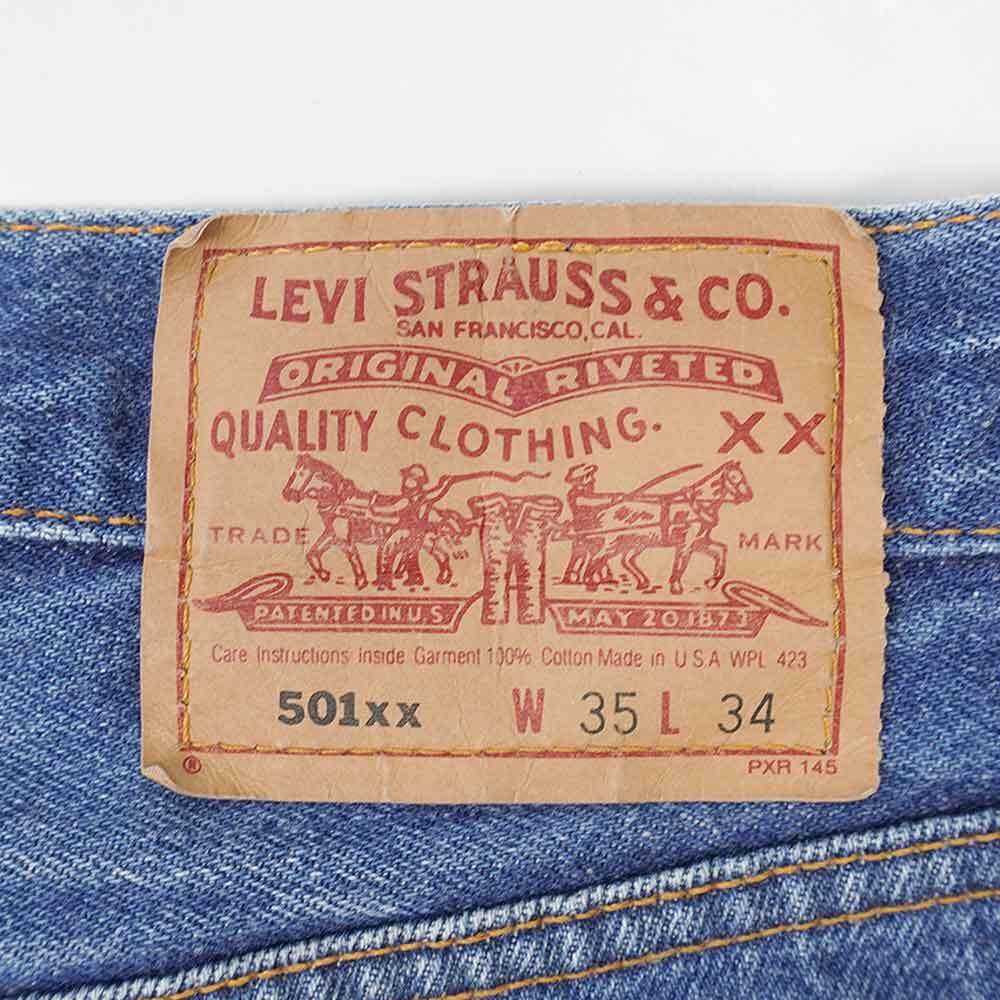 LEVI STRAUSS & CO.
SAN FRANCISCO, CAL.
ORIGINAL RIVETED
QUALITY CLOTHING. XX
TRADE MARK
PATENTED IN U.S MAY 20 1873
Care Instructions Inside Garment 100% Cotton Made in U S A WPL 423
501xx W 35 L 34
® PXR 145